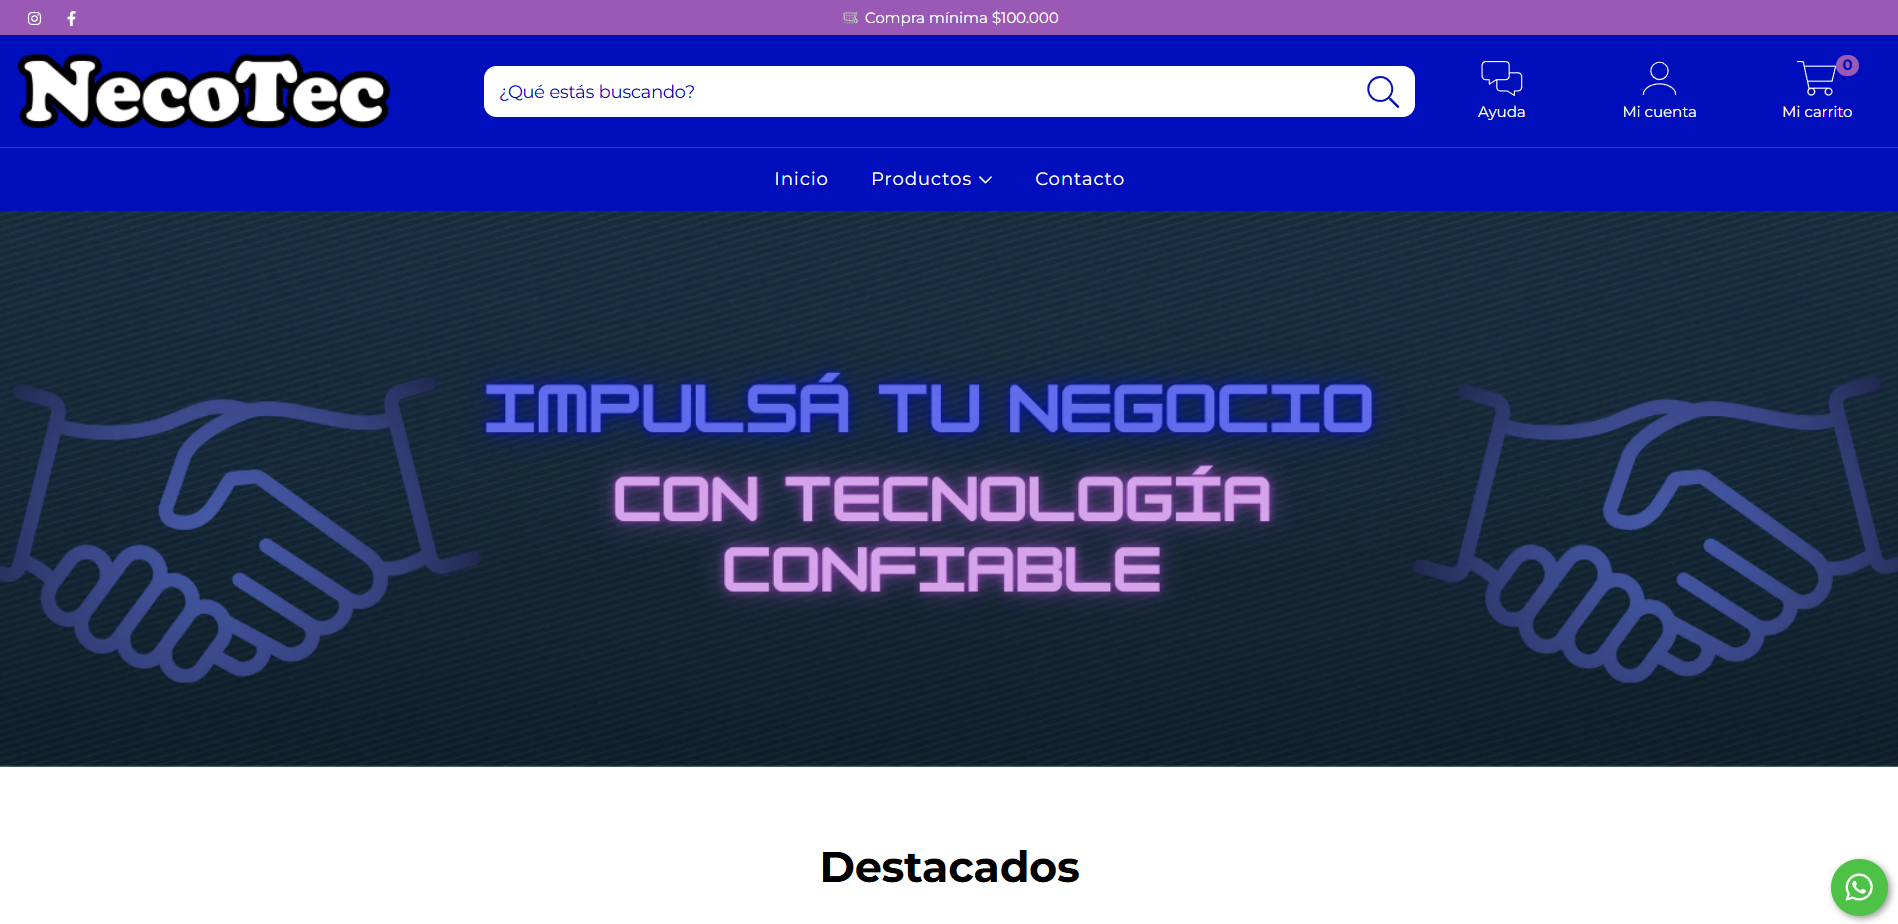 Compra mínima $100.000
NecoTec
¿Qué estás buscando?
Ayuda
Mi cuenta
0
Mi carrito
Inicio
Productos
Contacto
IMPULSÁ TU NEGOCIO
CON TECNOLOGÍA
CONFIABLE
Destacados